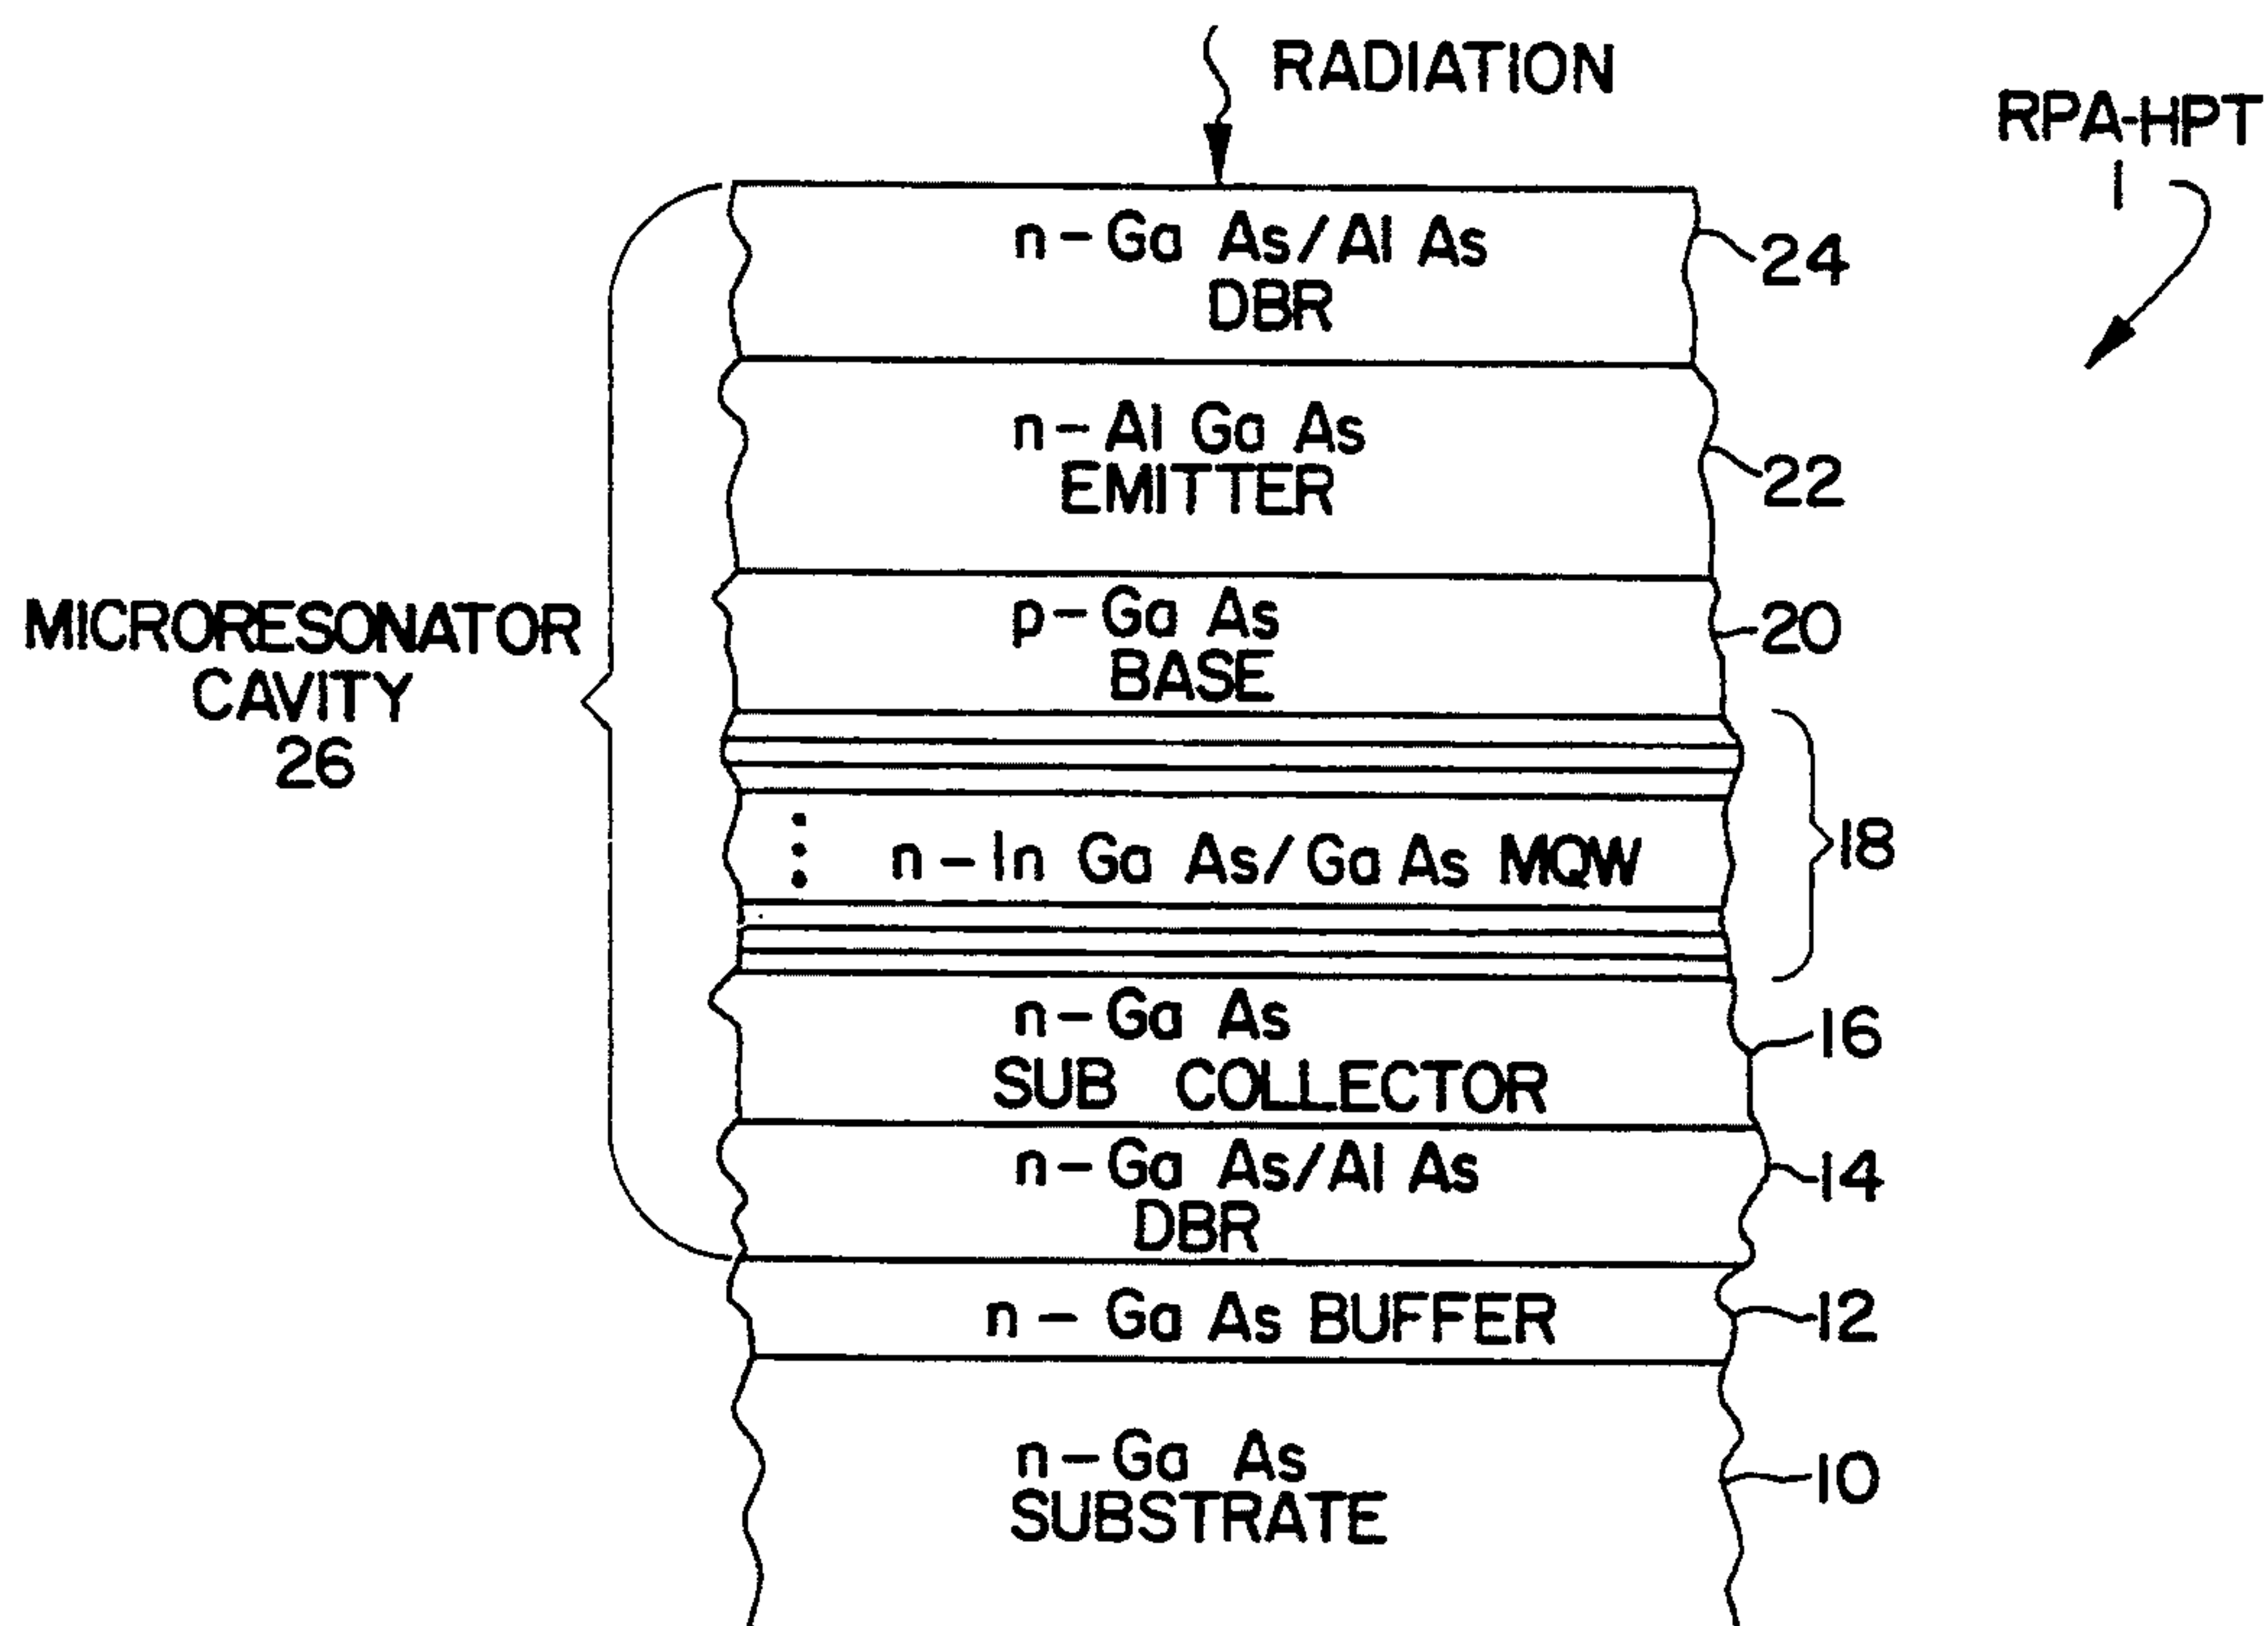 RADIATION
RPA-HPT
1
n-Ga As/Al As
DBR
24
n-Al Ga As
EMITTER
22
p-Ga As
BASE
20
MICRORESONATOR
CAVITY
26
n-In Ga As/Ga As MQW
18
n-Ga As
SUB COLLECTOR
16
n-Ga As/Al As
DBR
14
n-Ga As BUFFER
12
n-Ga As
SUBSTRATE
10